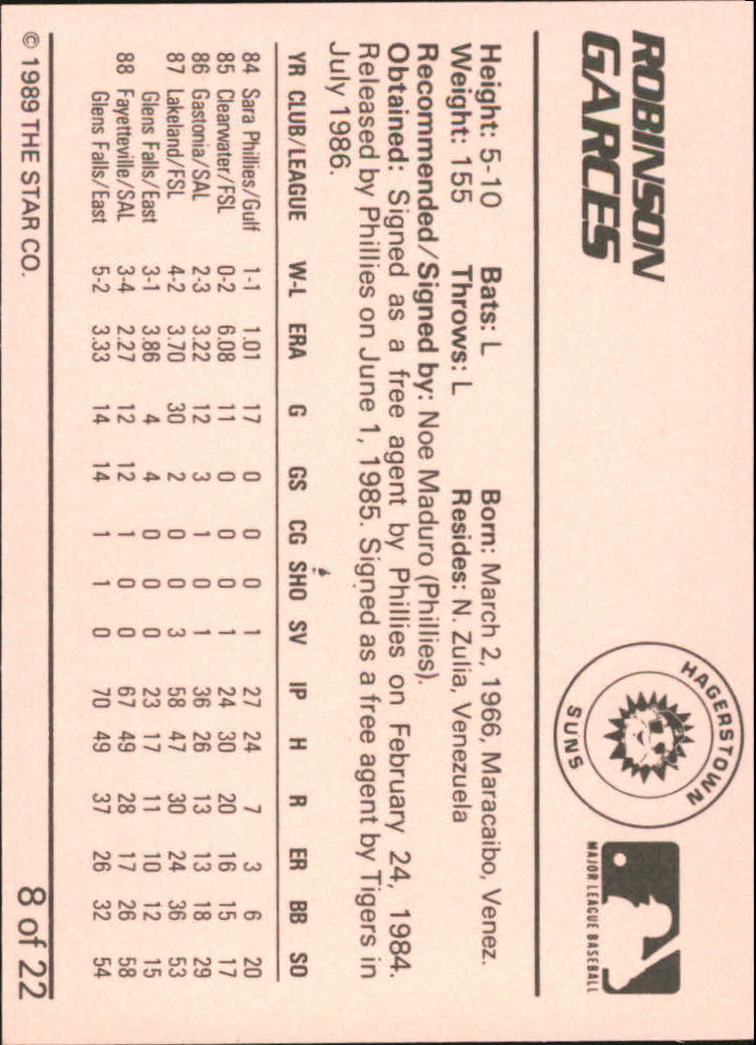 ROBINSON
GARCES
HAGERSTOWN
SUNS
MAJOR LEAGUE BASEBALL
Height: 5-10 Bats: L Born: March 2, 1966, Maracaibo, Venez.
Weight: 155 Throws: L Resides: N. Zulia, Venezuela
Recommended/Signed by: Noe Maduro (Phillies).
Obtained: Signed as a free agent by Phillies on February 24, 1984.
Released by Phillies on June 1, 1985. Signed as a free agent by Tigers in
July 1986.
YR CLUB/LEAGUE W-L ERA G GS CG SHO SV IP H R ER BB SO
84 Sara Phillies/Gulf 1-1 1.01 17 0 0 0 1 27 24 7 3 6 20
85 Clearwater/FSL 0-2 6.08 11 0 0 0 1 24 30 20 16 15 17
86 Gastonia/SAL 2-3 3.22 12 3 1 0 1 36 26 13 13 18 29
87 Lakeland/FSL 4-2 3.70 30 2 0 0 3 58 47 30 24 36 53
Glens Falls/East 3-1 3.86 4 4 0 0 0 23 17 11 10 12 15
88 Fayetteville/SAL 3-4 2.27 12 12 1 0 0 67 49 28 17 26 58
Glens Falls/East 5-2 3.33 14 14 1 1 0 70 49 37 26 32 54
© 1989 THE STAR CO. 8 of 22